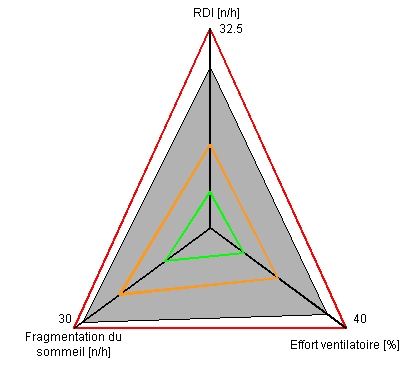 RDI [n/h]
32.5
30
40
Fragmentation du
sommeil [n/h]
Effort ventilatoire [%]